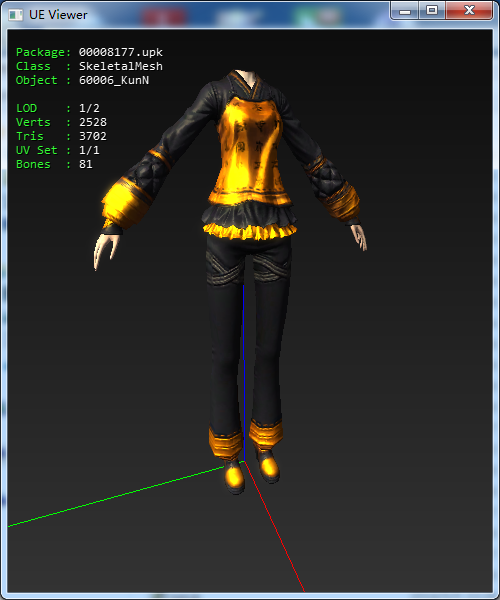 UE Viewer
Package: 00008177.upk
Class : SkeletalMesh
Object : 60006_KunN
LOD : 1/2
Verts : 2528
Tris : 3702
UV Set : 1/1
Bones : 81